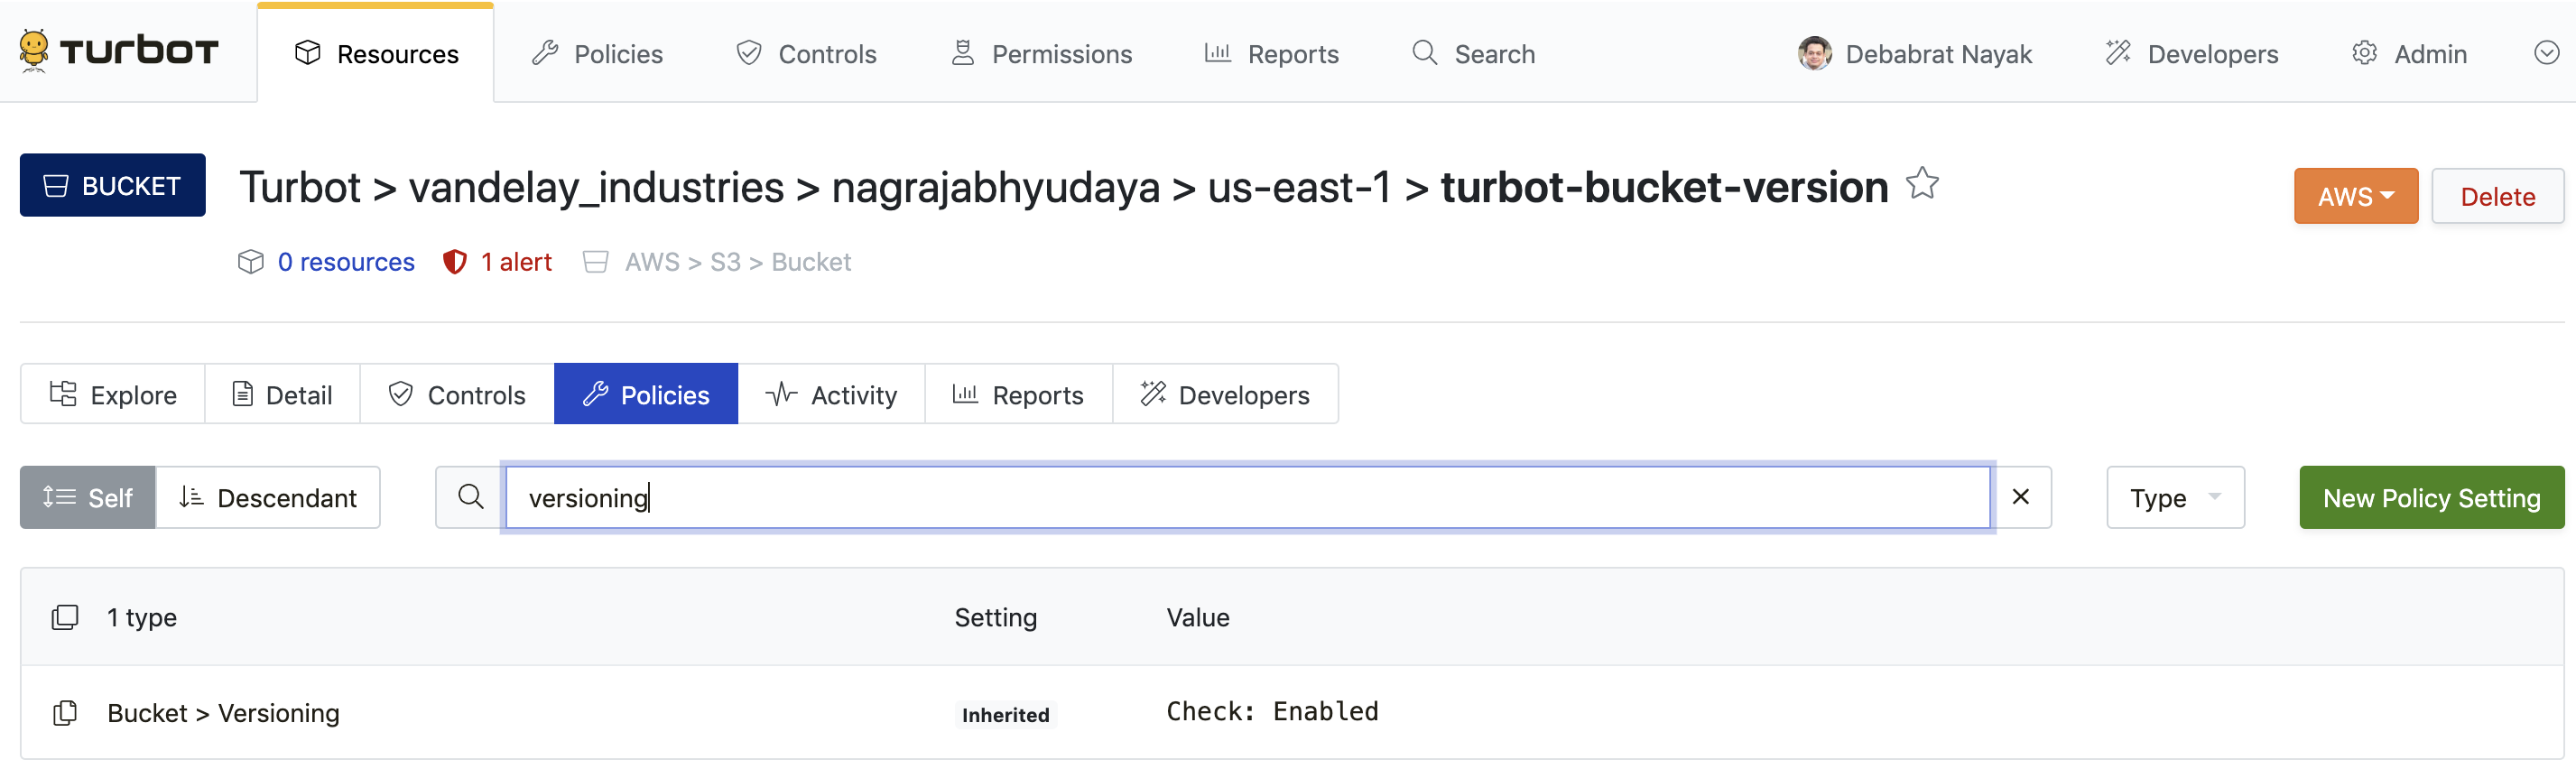 TURBOT Resources Policies Controls Permissions Reports Search Debabrat Nayak Developers Admin
BUCKET Turbot > vandelay_industries > nagrajabhyudaya > us-east-1 > turbot-bucket-version AWS Delete
0 resources 1 alert AWS > S3 > Bucket
Explore Detail Controls Policies Activity Reports Developers
Self Descendant versioning Type New Policy Setting
1 type Setting Value
Bucket > Versioning Inherited Check: Enabled